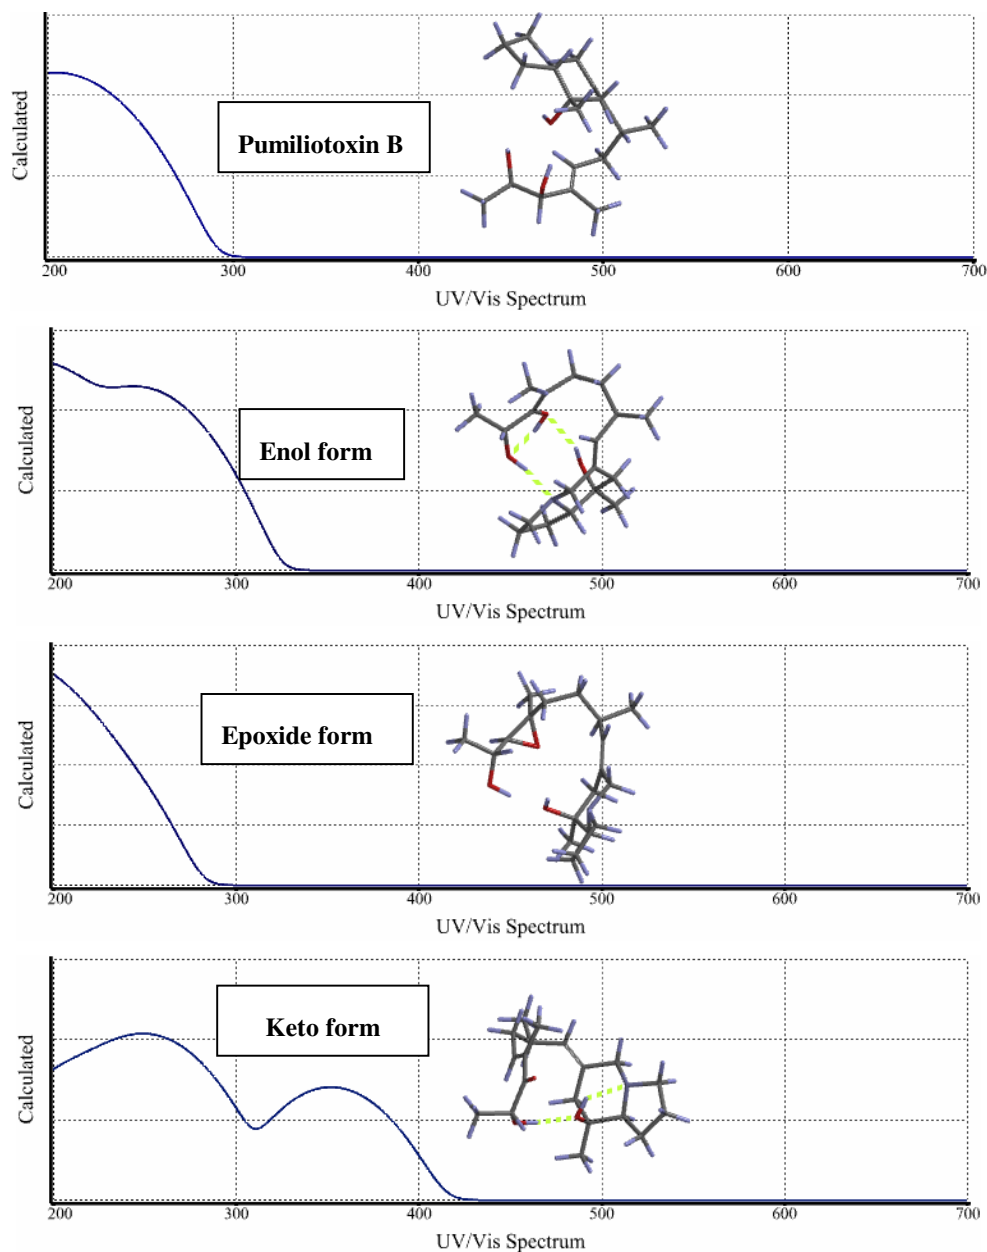 Calculated
Pumiliotoxin B
200 300 400 500 600 700
UV/Vis Spectrum
Calculated
Enol form
200 300 400 500 600 700
UV/Vis Spectrum
Calculated
Epoxide form
200 300 400 500 600 700
UV/Vis Spectrum
Calculated
Keto form
200 300 400 500 600 700
UV/Vis Spectrum